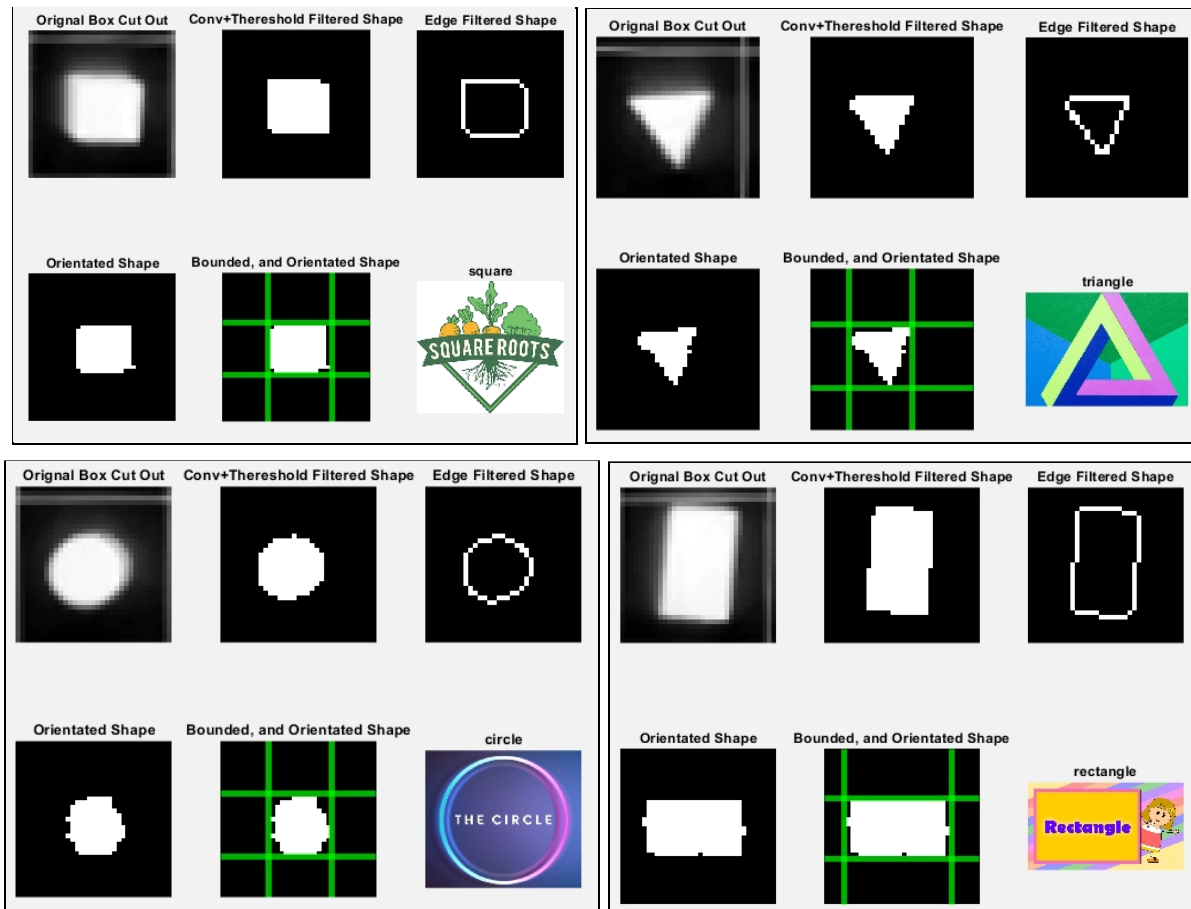 Orignal Box Cut Out
Conv+Thereshold Filtered Shape
Edge Filtered Shape
Orientated Shape
Bounded, and Orientated Shape
square
SQUARE ROOTS
Orignal Box Cut Out
Conv+Thereshold Filtered Shape
Edge Filtered Shape
Orientated Shape
Bounded, and Orientated Shape
triangle
Orignal Box Cut Out
Conv+Thereshold Filtered Shape
Edge Filtered Shape
Orientated Shape
Bounded, and Orientated Shape
circle
THE CIRCLE
Orignal Box Cut Out
Conv+Thereshold Filtered Shape
Edge Filtered Shape
Orientated Shape
Bounded, and Orientated Shape
rectangle
Rectangle